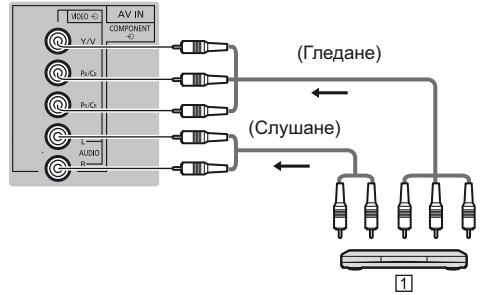 VIDEO
AV IN
COMPONENT
Y/V
PB/CB
PR/CR
L
AUDIO
R
(Гледане)
(Слушане)
1